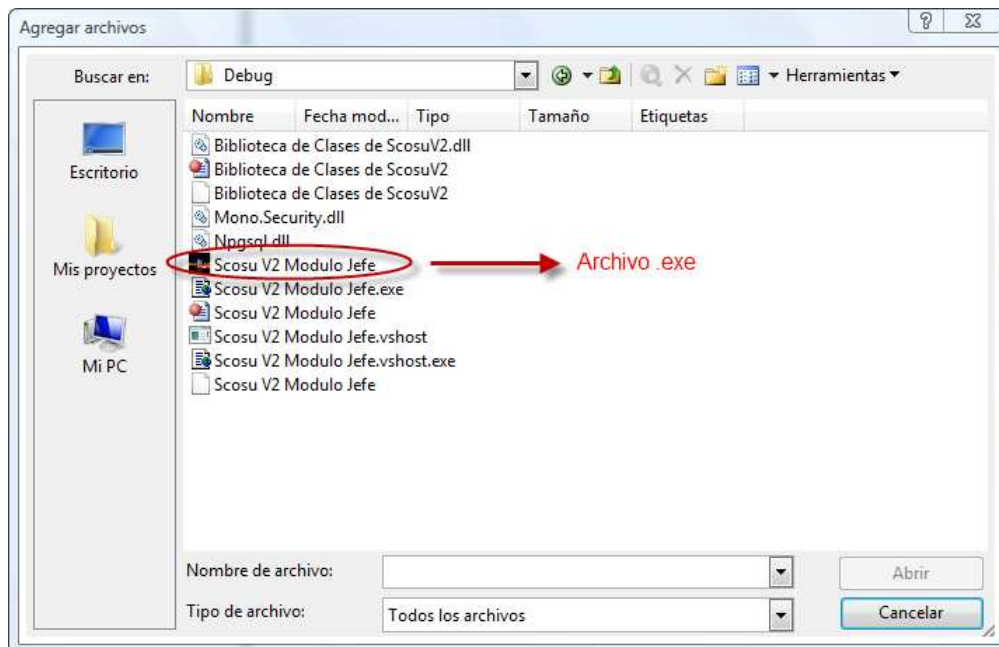 Agregar archivos
Buscar en:
Debug
Herramientas
Nombre Fecha mod... Tipo Tamaño Etiquetas
Escritorio
Mis proyectos
Mi PC
Biblioteca de Clases de ScosuV2.dll
Biblioteca de Clases de ScosuV2
Biblioteca de Clases de ScosuV2
Mono.Security.dll
Npgsql.dll
Scosu V2 Modulo Jefe
Archivo .exe
Scosu V2 Modulo Jefe.exe
Scosu V2 Modulo Jefe
Scosu V2 Modulo Jefe.vshost
Scosu V2 Modulo Jefe.vshost.exe
Scosu V2 Modulo Jefe
Nombre de archivo:
Abrir
Tipo de archivo:
Todos los archivos
Cancelar